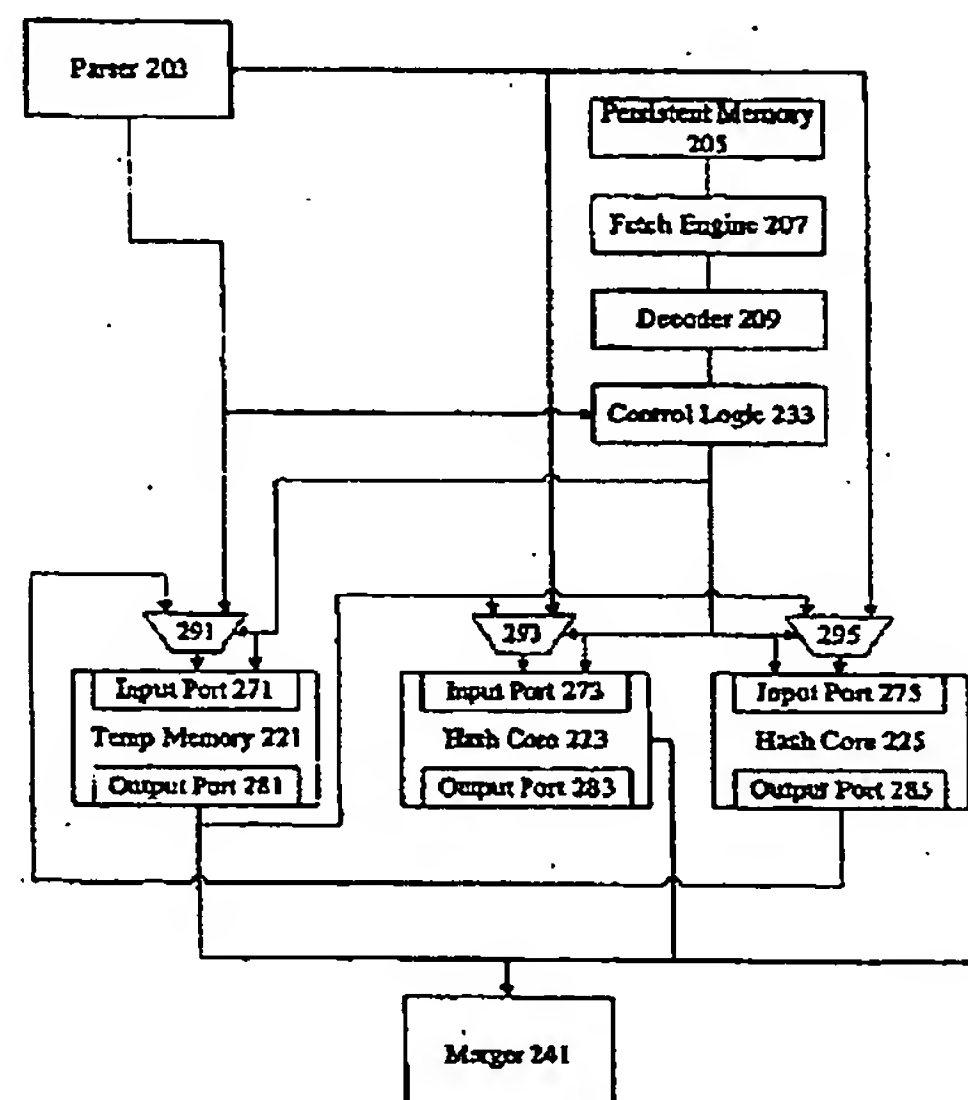 Parser 203
Persistent Memory
205
Fetch Engine 207
Decoder 209
Control Logic 233
291
293
295
Input Port 271
Temp Memory 221
Output Port 281
Input Port 273
Hash Core 223
Output Port 283
Input Port 275
Hash Core 225
Output Port 285
Merger 241